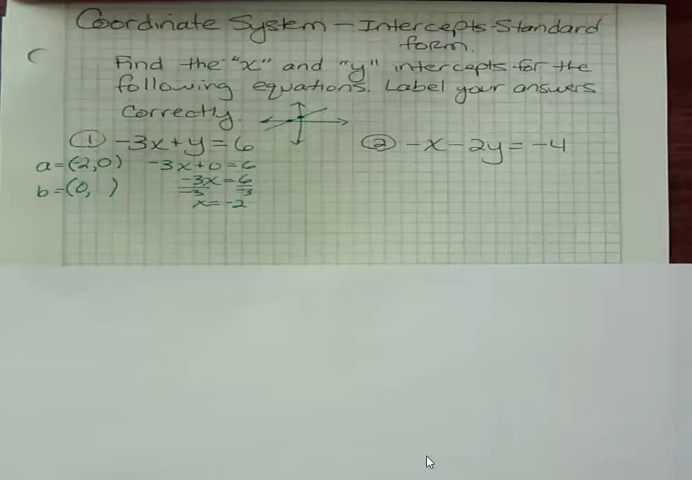 Coordinate System - Intercepts-Standard
form.
Find the "x" and "y" intercepts for the
following equations. Label your answers
correctly.
① -3x+y=6
② -x-2y=-4
a=(-2,0) -3x+0=6
b=(0, ) -3x=6
-3 -3
x=-2